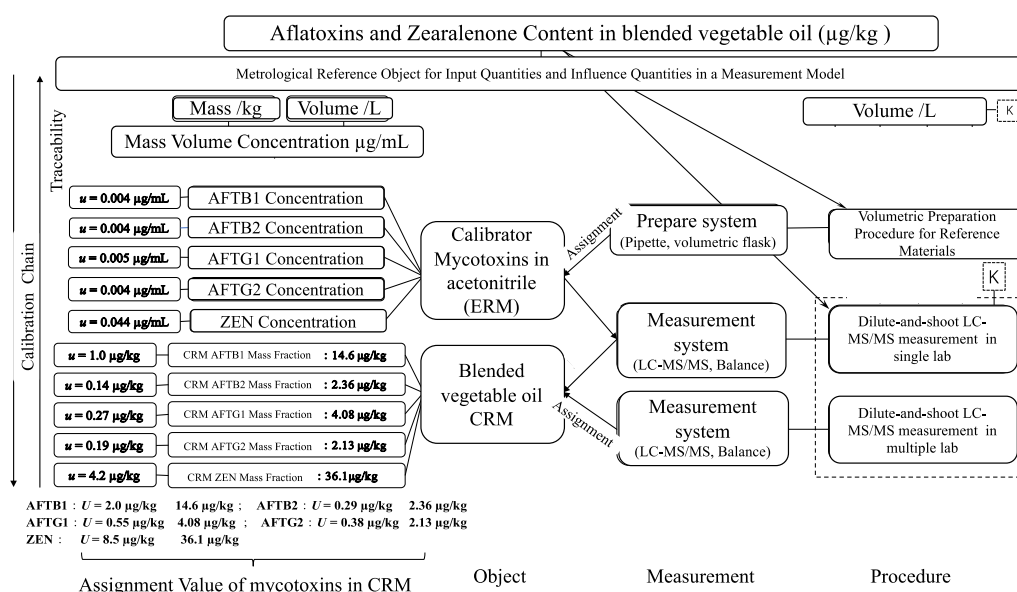 Aflatoxins and Zearalenone Content in blended vegetable oil (µg/kg )
Metrological Reference Object for Input Quantities and Influence Quantities in a Measurement Model
Mass /kg
Volume /L
Volume /L
K
Mass Volume Concentration µg/mL
Traceability
Calibration Chain
u = 0.004 µg/mL
AFTB1 Concentration
u = 0.004 µg/mL
AFTB2 Concentration
u = 0.005 µg/mL
AFTG1 Concentration
u = 0.004 µg/mL
AFTG2 Concentration
u = 0.044 µg/mL
ZEN Concentration
Calibrator
Mycotoxins in
acetonitrile
(ERM)
Assignment
Prepare system
(Pipette, volumetric flask)
Volumetric Preparation
Procedure for Reference
Materials
K
u = 1.0 µg/kg
CRM AFTB1 Mass Fraction : 14.6 µg/kg
u = 0.14 µg/kg
CRM AFTB2 Mass Fraction : 2.36 µg/kg
u = 0.27 µg/kg
CRM AFTG1 Mass Fraction : 4.08 µg/kg
u = 0.19 µg/kg
CRM AFTG2 Mass Fraction : 2.13 µg/kg
u = 4.2 µg/kg
CRM ZEN Mass Fraction : 36.1µg/kg
Blended
vegetable oil
CRM
Assignment
Measurement
system
(LC-MS/MS, Balance)
Dilute-and-shoot LC-
MS/MS measurement in
single lab
Measurement
system
(LC-MS/MS, Balance)
Dilute-and-shoot LC-
MS/MS measurement in
multiple lab
AFTB1 : U = 2.0 µg/kg 14.6 µg/kg ; AFTB2 : U = 0.29 µg/kg 2.36 µg/kg
AFTG1 : U = 0.55 µg/kg 4.08 µg/kg ; AFTG2 : U = 0.38 µg/kg 2.13 µg/kg
ZEN : U = 8.5 µg/kg 36.1 µg/kg
Assignment Value of mycotoxins in CRM
Object
Measurement
Procedure